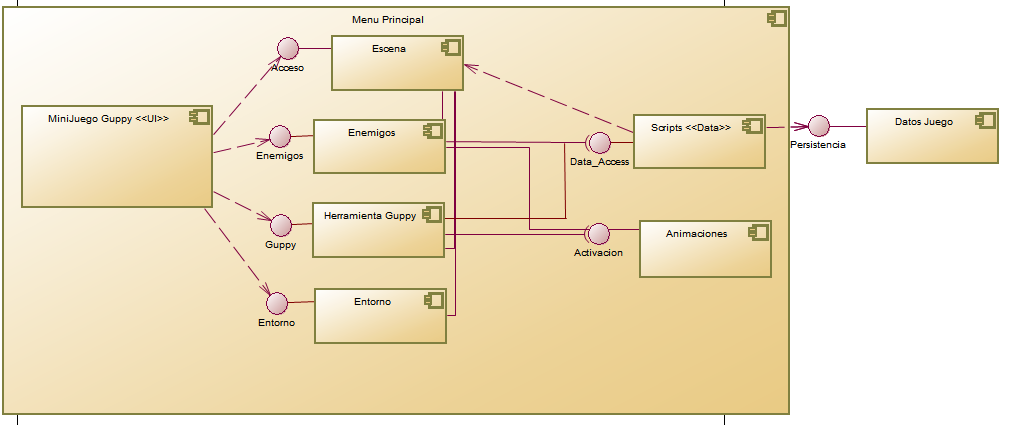 Menu Principal
Escena
Acceso
MiniJuego Guppy <<UI>>
Enemigos
Enemigos
Scripts <<Data>>
Datos Juego
Persistencia
Data_Access
Herramienta Guppy
Guppy
Animaciones
Activacion
Entorno
Entorno